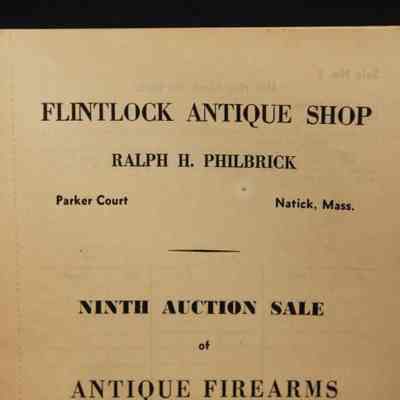 FLINTLOCK ANTIQUE SHOP
RALPH H. PHILBRICK
Parker Court Natick, Mass.
NINTH AUCTION SALE
of
ANTIQUE FIREARMS